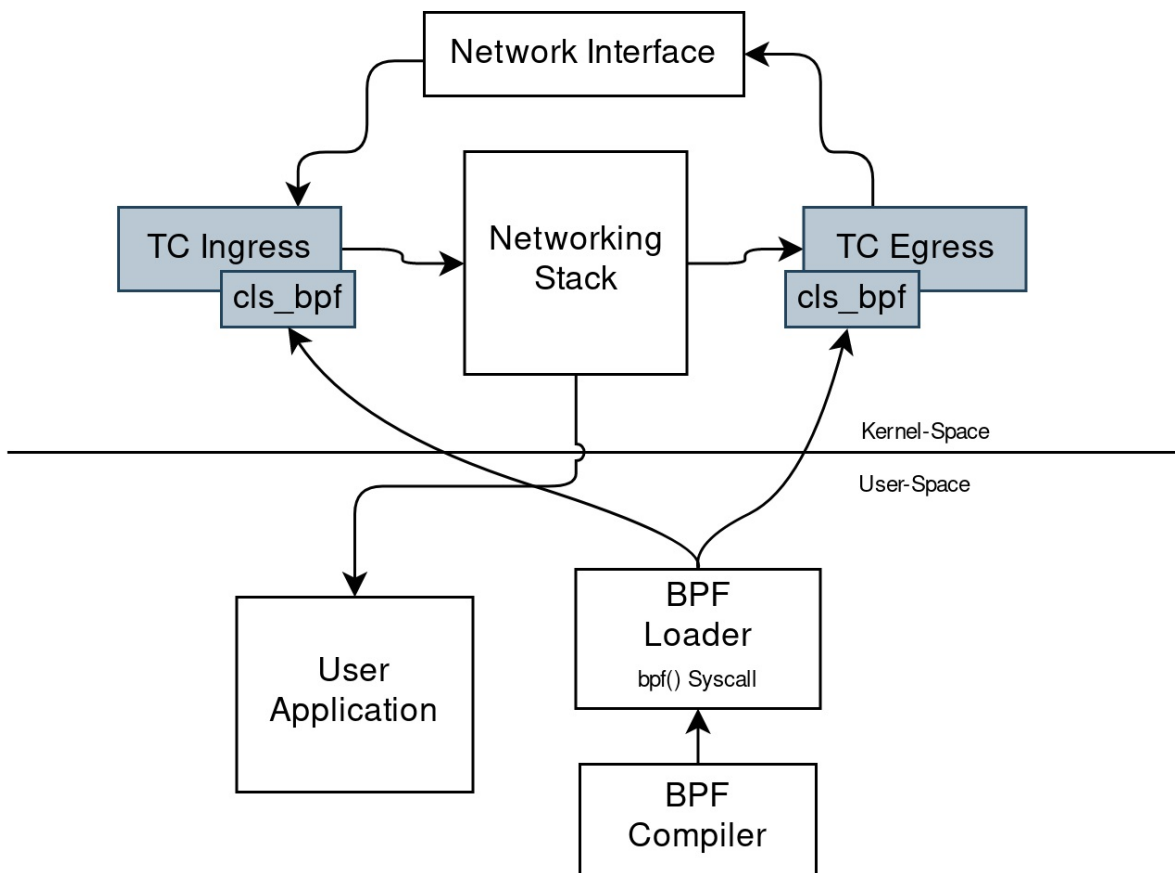 Network Interface
TC Ingress
cls_bpf
Networking
Stack
TC Egress
cls_bpf
Kernel-Space
User-Space
User
Application
BPF
Loader
bpf() Syscall
BPF
Compiler